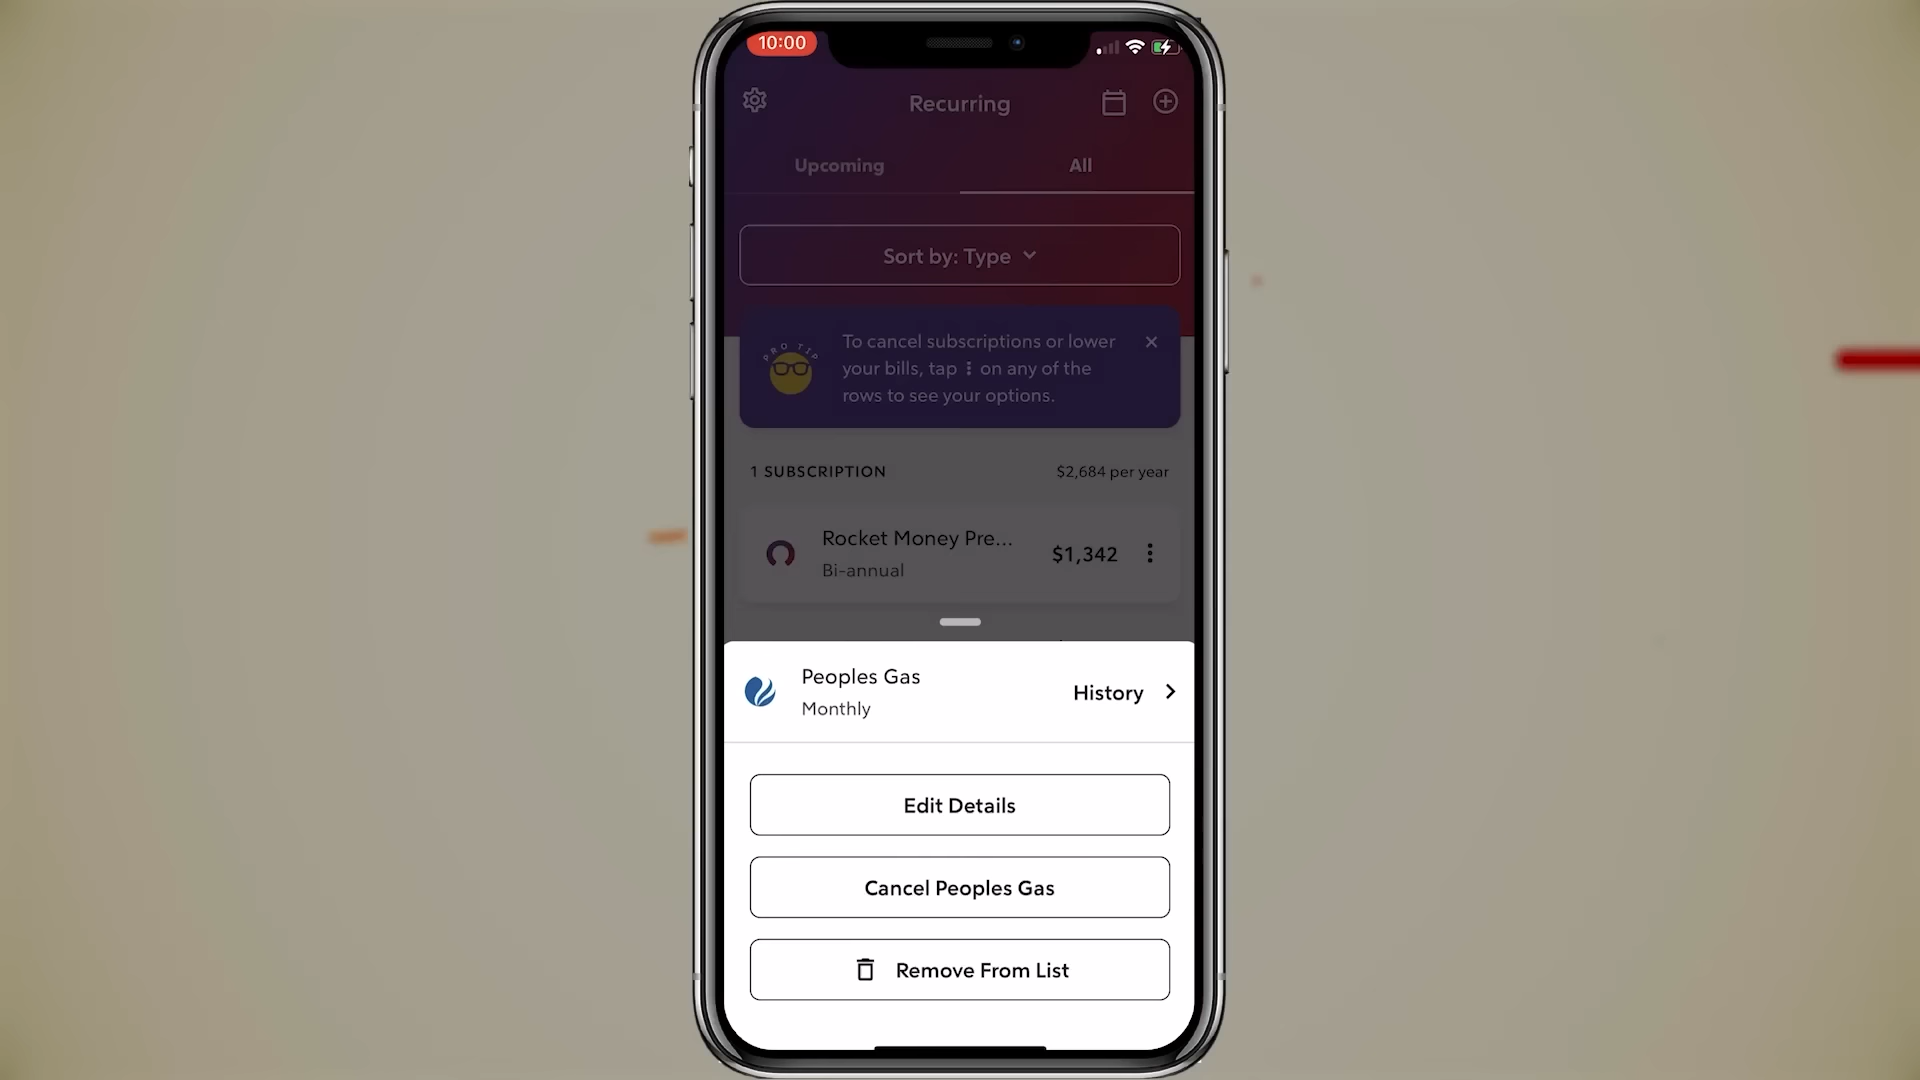 10:00
Recurring
Upcoming
All
Sort by: Type
PRO TIP
To cancel subscriptions or lower
your bills, tap ⋮ on any of the
rows to see your options.
1 SUBSCRIPTION
$2,684 per year
Rocket Money Pre...
$1,342
Bi-annual
Peoples Gas
History
Monthly
Edit Details
Cancel Peoples Gas
Remove From List